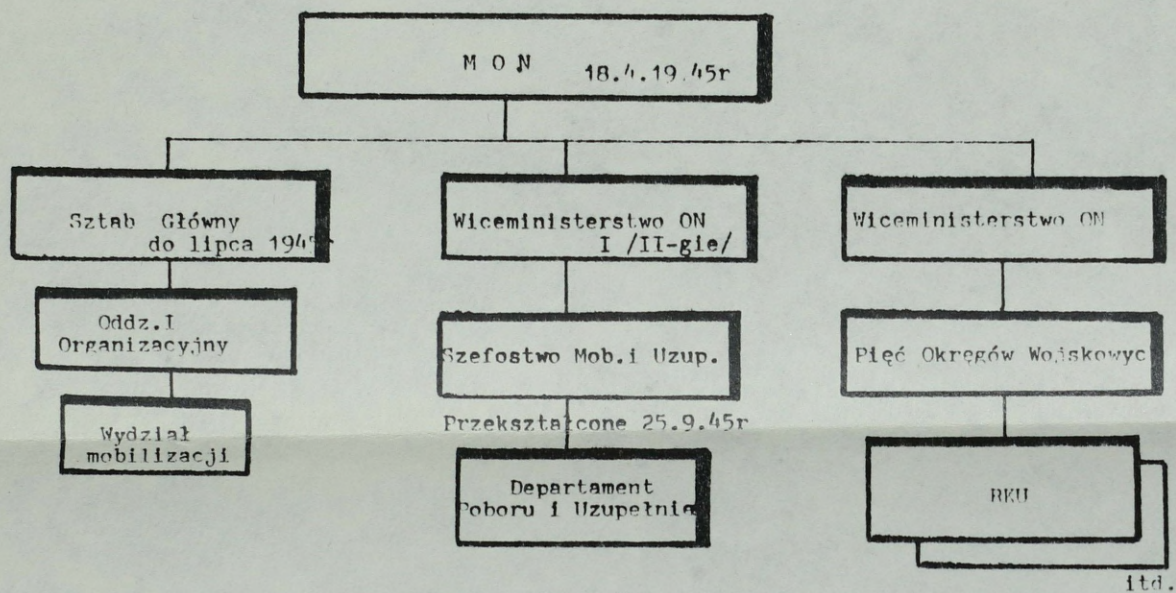 M O N 18.4.19.45r
Sztab Główny
do lipca
Wiceministerstwo ON
I /II-gie/
Wiceministerstwo ON
Oddz.I
Organizacyjny
Szefostwo Mob.i Uzup.
Pięć Okręgów Wojskowyc
Przekształcone 25.9.45r
Wydział
mobilizacji
Departament
Poboru i Uzupełnie
RKU
itd.